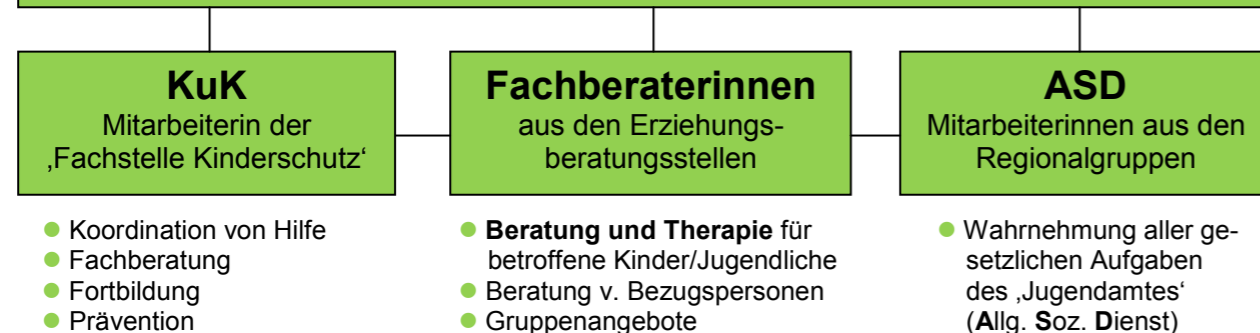 KuK
Mitarbeiterin der
‚Fachstelle Kinderschutz‘
Fachberaterinnen
aus den Erziehungs-
beratungsstellen
ASD
Mitarbeiterinnen aus den
Regionalgruppen
● Koordination von Hilfe
● Fachberatung
● Fortbildung
● Prävention
● Beratung und Therapie für
betroffene Kinder/Jugendliche
● Beratung v. Bezugspersonen
● Gruppenangebote
● Wahrnehmung aller ge-
setzlichen Aufgaben
des ‚Jugendamtes‘
(Allg. Soz. Dienst)